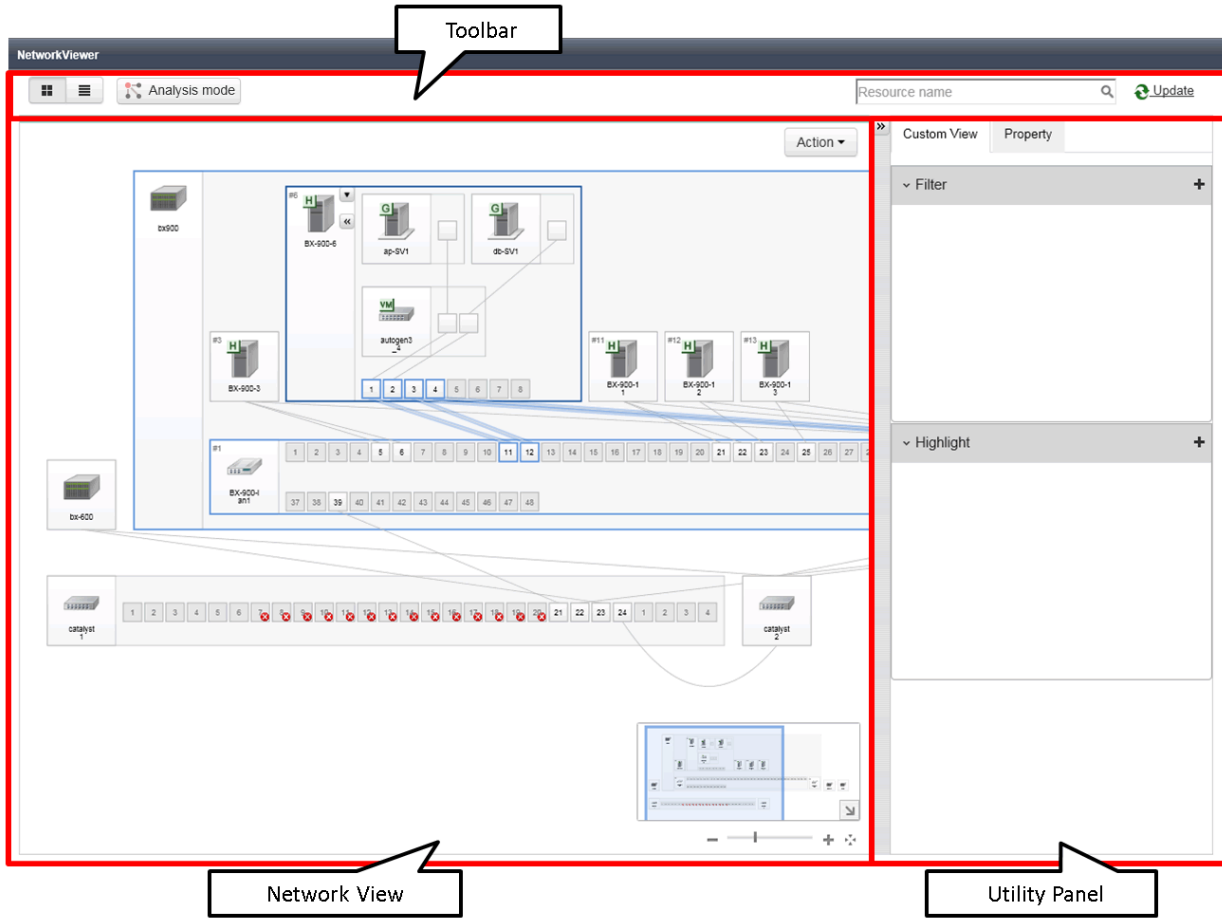 Toolbar
NetworkViewer
Analysis mode
Resource name
Update
Action
Custom View Property
Filter
Highlight
bx900
#6
H
BX-900-6
G
ap-SV1
G
db-SV1
VM
autogen3
_4
1 2 3 4 5 6 7 8
#3
H
BX-900-3
#11
H
BX-900-1
1
#12
H
BX-900-1
2
#13
H
BX-900-1
3
#1
BX-900-l
an1
1 2 3 4 5 6 7 8 9 10 11 12 13 14 15 16 17 18 19 20 21 22 23 24 25 26 27
37 38 39 40 41 42 43 44 45 46 47 48
bx-600
catalyst
1
1 2 3 4 5 6 7 8 9 10 11 12 13 14 15 16 17 18 19 20 21 22 23 24 1 2 3 4
catalyst
2
Network View
Utility Panel